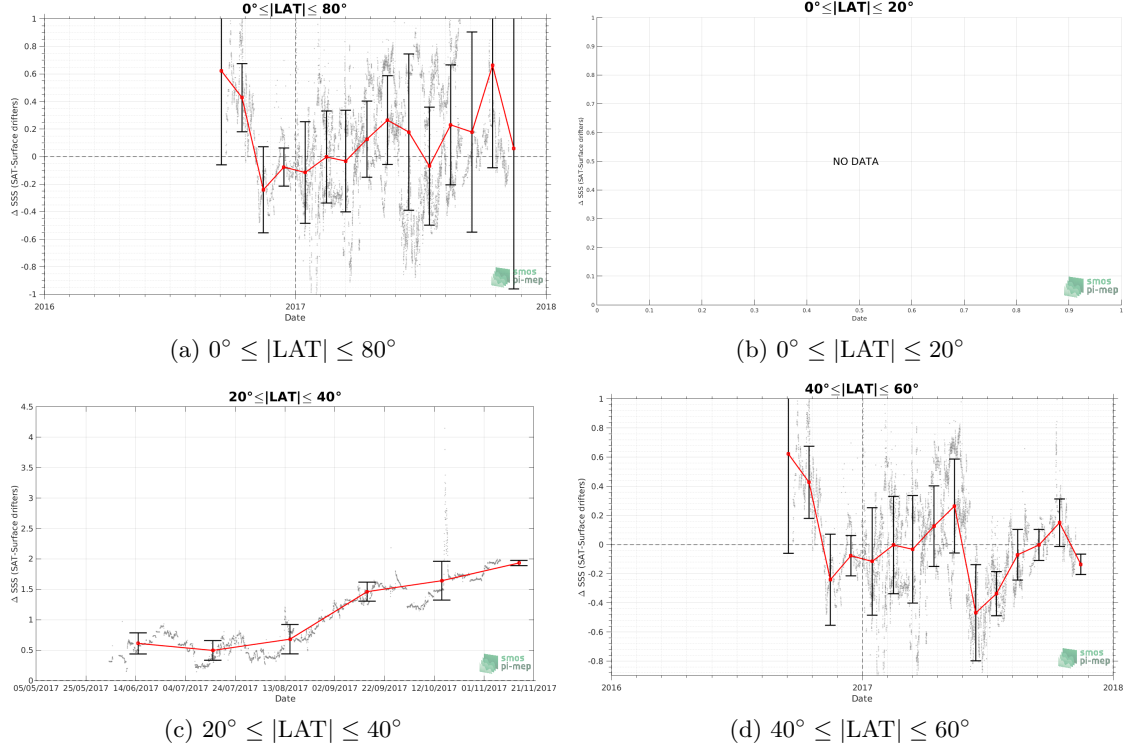 0°≤|LAT|≤ 80°
1
0.8
0.6
0.4
0.2
0
-0.2
-0.4
-0.6
-0.8
-1
Δ SSS (SAT-Surface drifters)
2016 2017 2018
Date
smos
pi-mep
(a) 0° ≤ |LAT| ≤ 80°
0°≤|LAT|≤ 20°
1
0.9
0.8
0.7
0.6
0.5
0.4
0.3
0.2
0.1
0
Δ SSS (SAT-Surface drifters)
NO DATA
0 0.1 0.2 0.3 0.4 0.5 0.6 0.7 0.8 0.9 1
Date
smos
pi-mep
(b) 0° ≤ |LAT| ≤ 20°
20°≤|LAT|≤ 40°
4.5
4
3.5
3
2.5
2
1.5
1
0.5
0
Δ SSS (SAT-Surface drifters)
05/05/2017 25/05/2017 14/06/2017 04/07/2017 24/07/2017 13/08/2017 02/09/2017 22/09/2017 12/10/2017 01/11/2017 21/11/2017
Date
smos
pi-mep
(c) 20° ≤ |LAT| ≤ 40°
40°≤|LAT|≤ 60°
1
0.8
0.6
0.4
0.2
0
-0.2
-0.4
-0.6
-0.8
Δ SSS (SAT-Surface drifters)
2016 2017 2018
Date
smos
pi-mep
(d) 40° ≤ |LAT| ≤ 60°